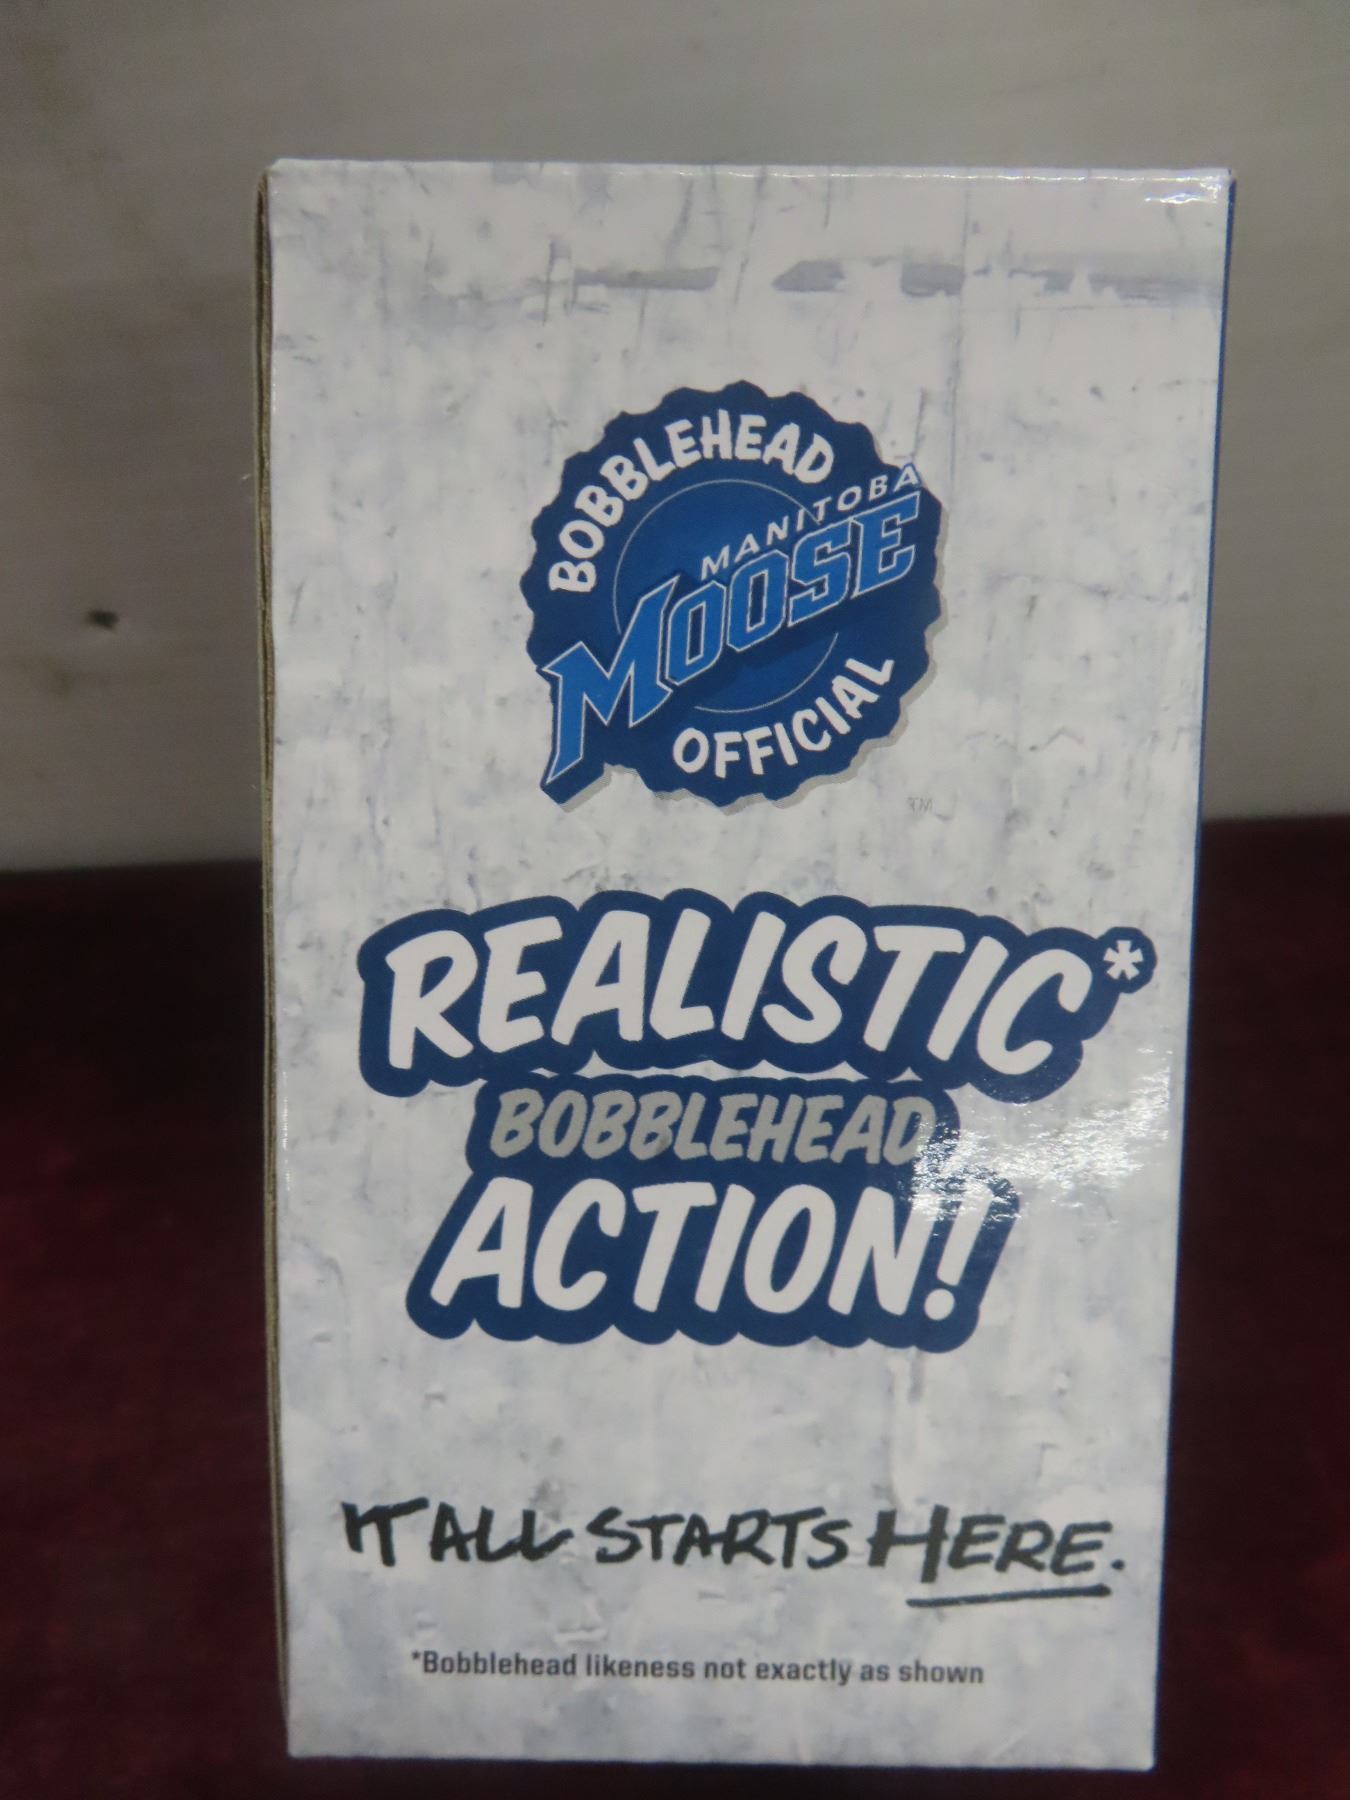 BOBBLEHEAD
MANITOBA
MOOSE
OFFICIAL
TM
REALISTIC*
BOBBLEHEAD
ACTION!
IT ALL STARTS HERE.
*Bobblehead likeness not exactly as shown